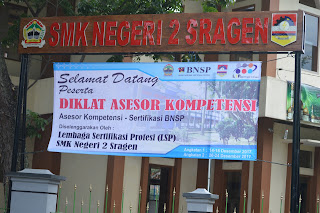 SMK NEGERI 2 SRAGEN
Selamat Datang
Peserta
BNSP
DIKLAT ASESOR KOMPETENSI
Asesor Kompetensi - Sertifikasi BNSP
Diselenggarakan Oleh :
Lembaga Sertifikasi Profesi (LSP)
SMK Negeri 2 Sragen